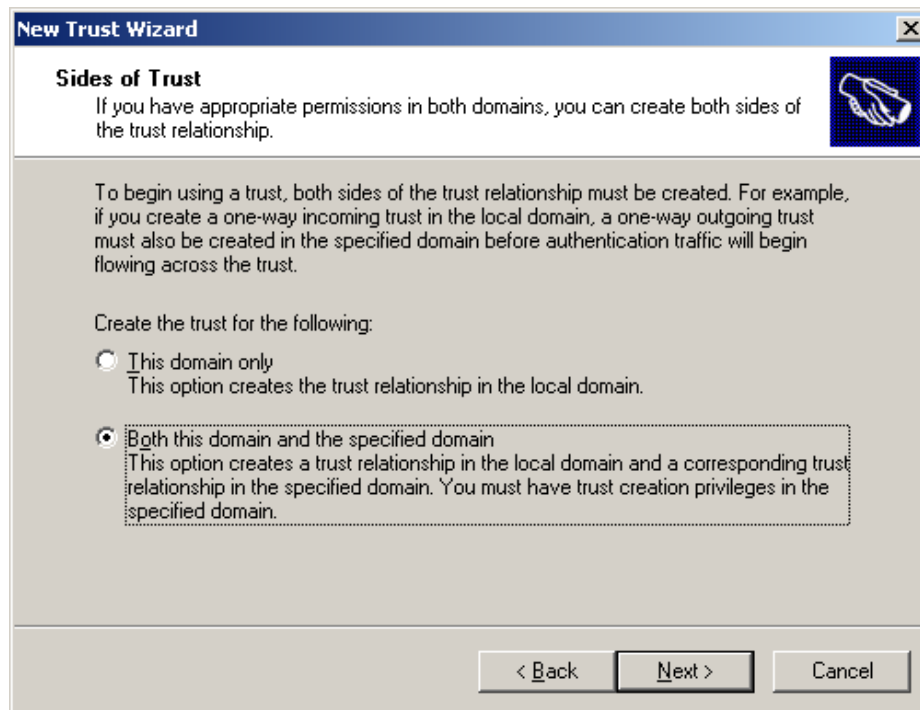 New Trust Wizard
Sides of Trust
If you have appropriate permissions in both domains, you can create both sides of
the trust relationship.
To begin using a trust, both sides of the trust relationship must be created. For example,
if you create a one-way incoming trust in the local domain, a one-way outgoing trust
must also be created in the specified domain before authentication traffic will begin
flowing across the trust.
Create the trust for the following:
This domain only
This option creates the trust relationship in the local domain.
Both this domain and the specified domain
This option creates a trust relationship in the local domain and a corresponding trust
relationship in the specified domain. You must have trust creation privileges in the
specified domain.
< Back
Next >
Cancel